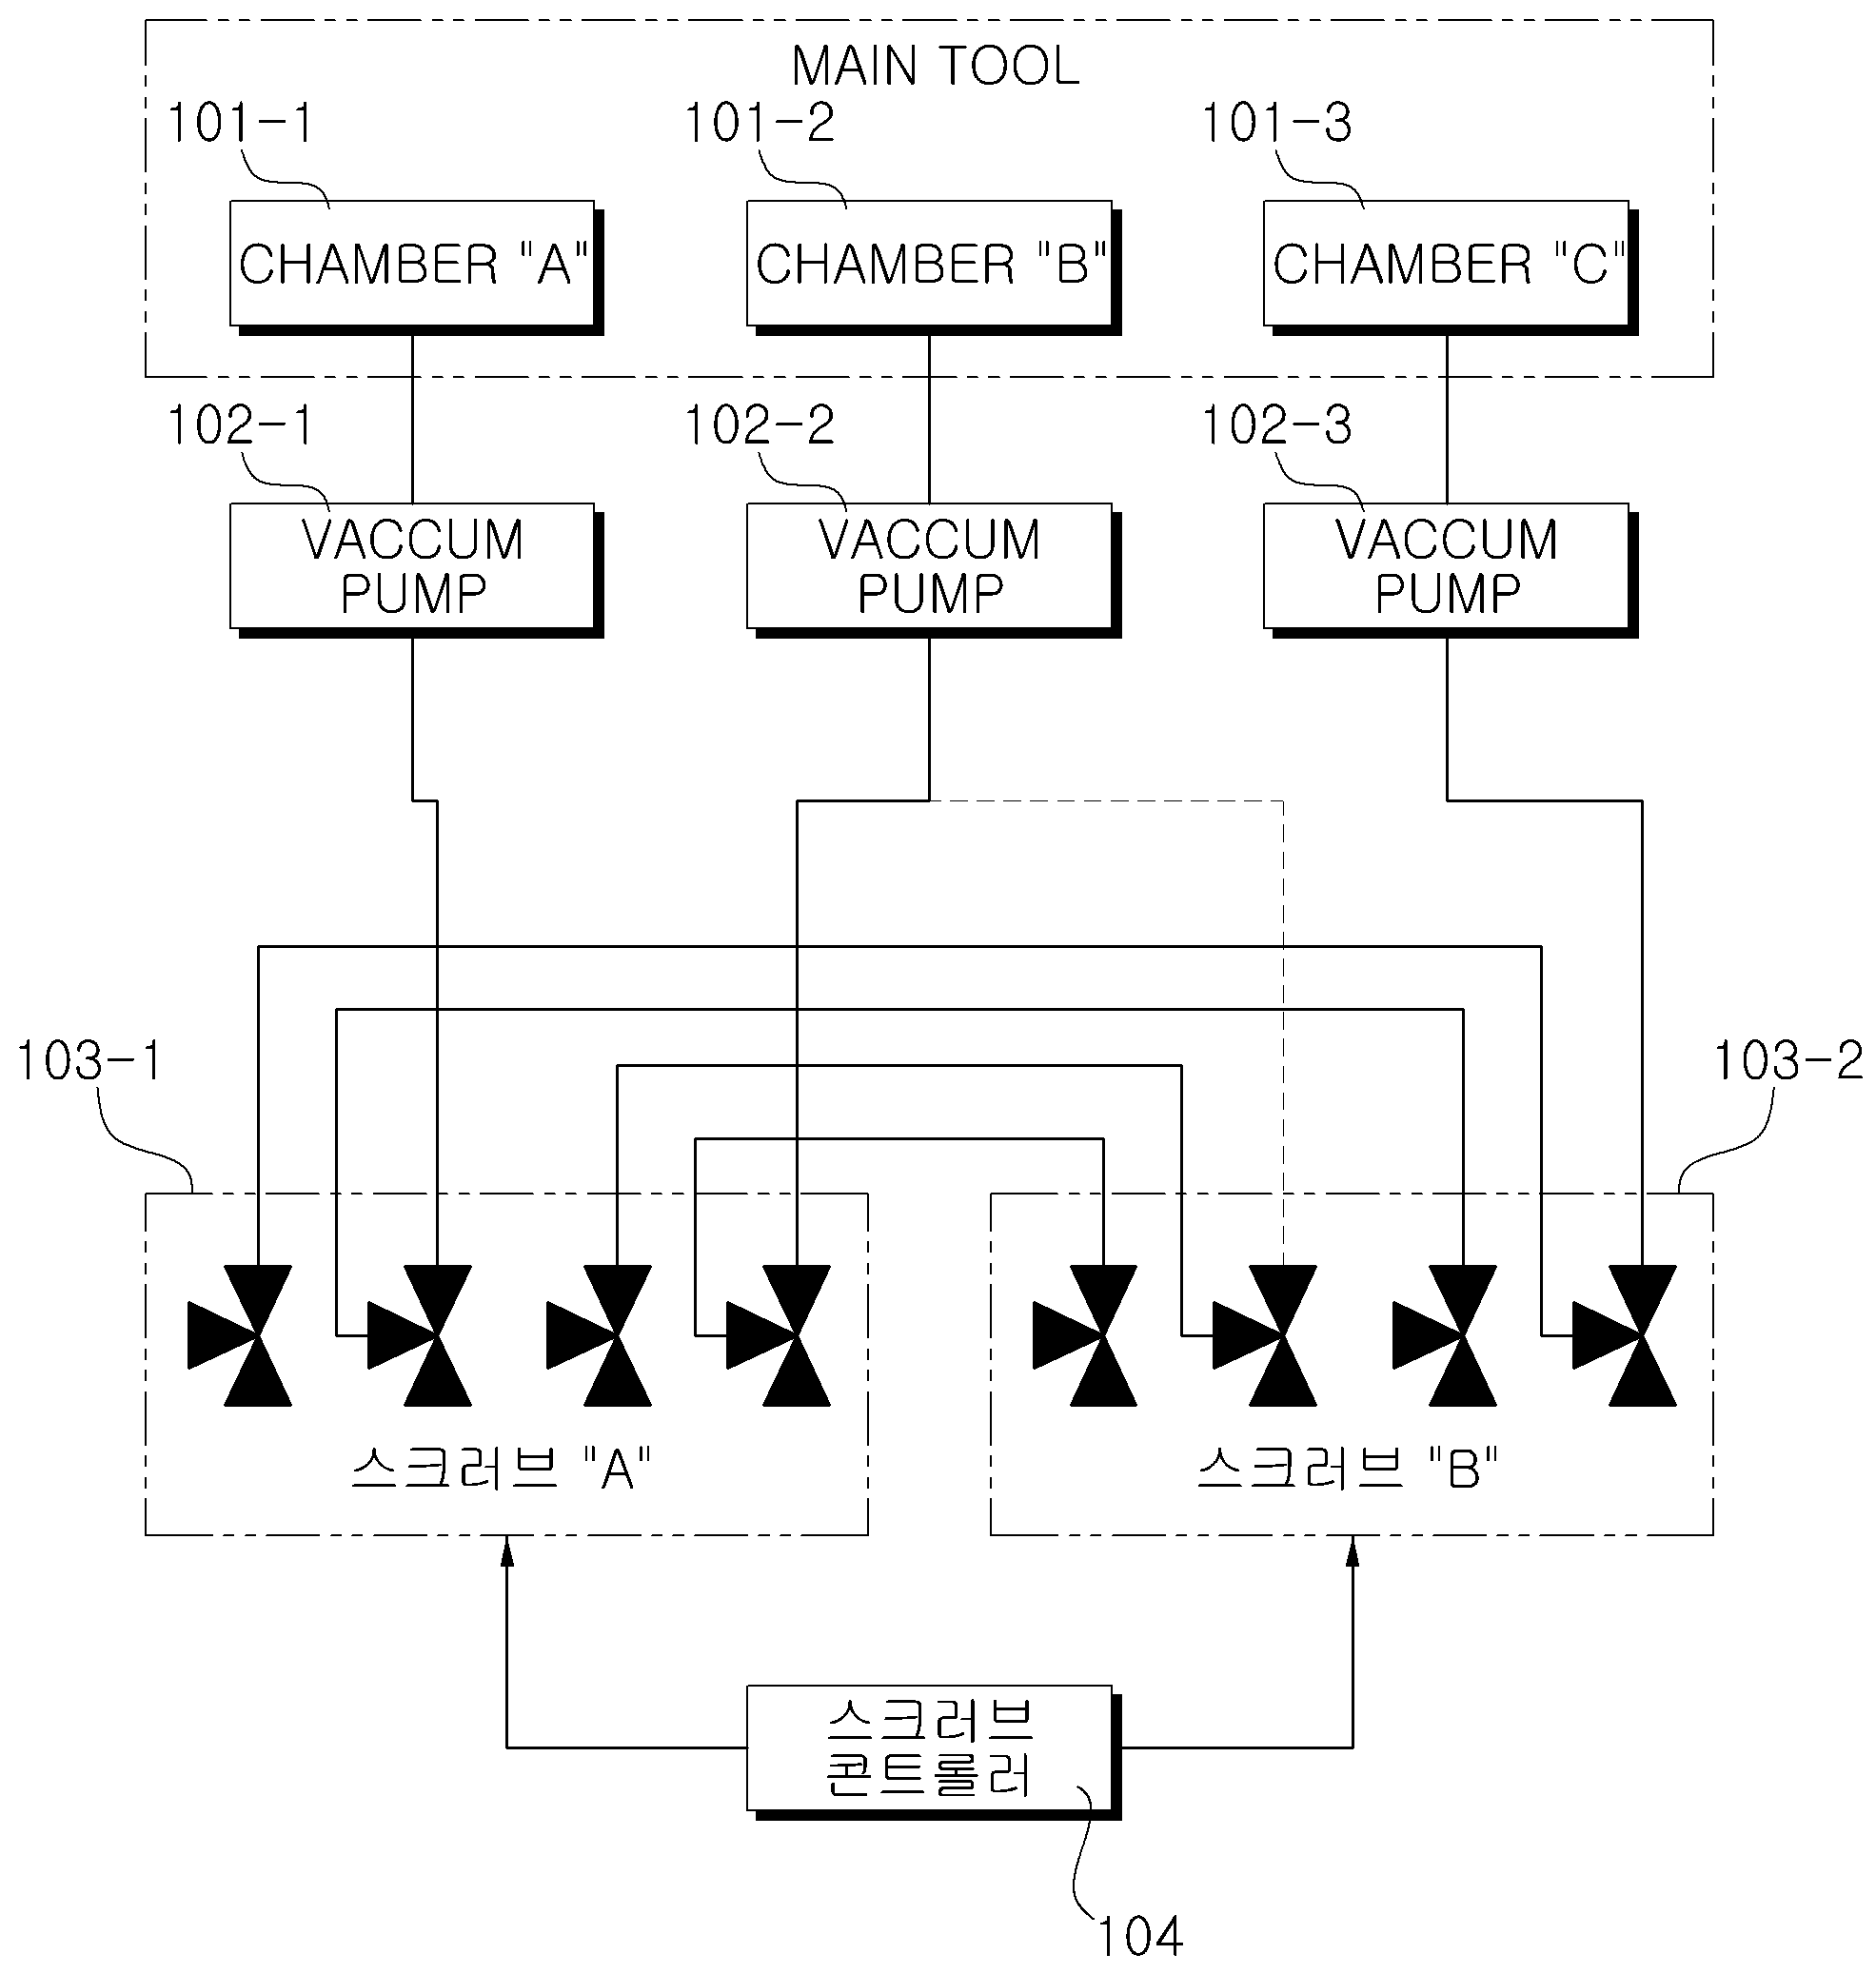 MAIN TOOL
101-1
101-2
101-3
CHAMBER "A"
CHAMBER "B"
CHAMBER "C"
102-1
102-2
102-3
VACCUM
PUMP
VACCUM
PUMP
VACCUM
PUMP
103-1
103-2
스크러브 "A"
스크러브 "B"
스크러브
콘트롤러
104